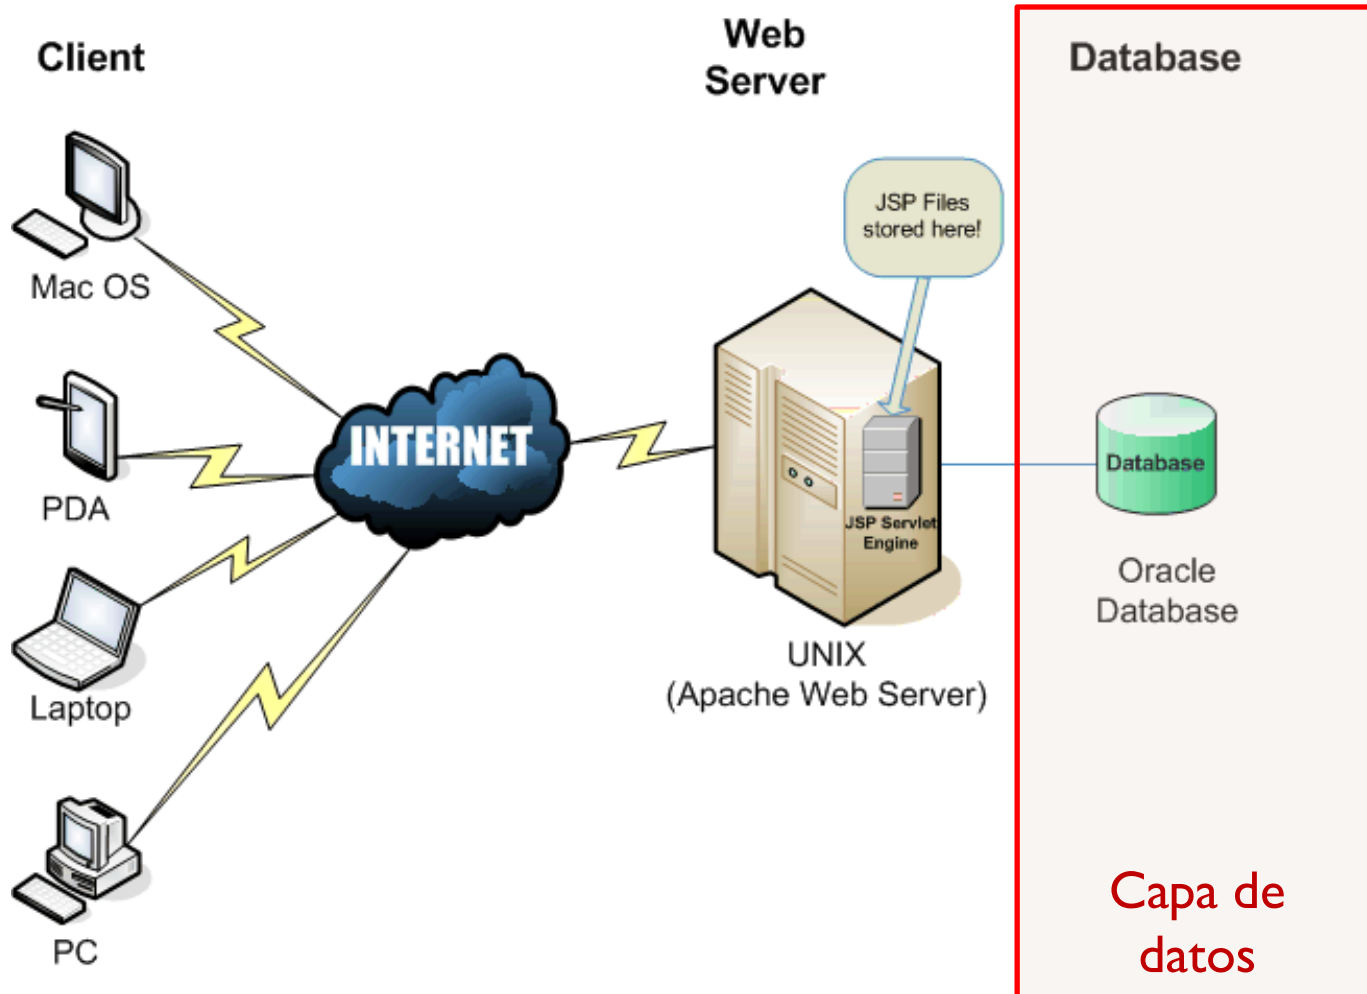 Client
Web
Server
Database
JSP Files
stored here!
Mac OS
INTERNET
PDA
JSP Servlet
Engine
Database
Oracle
Database
Laptop
UNIX
(Apache Web Server)
PC
Capa de
datos